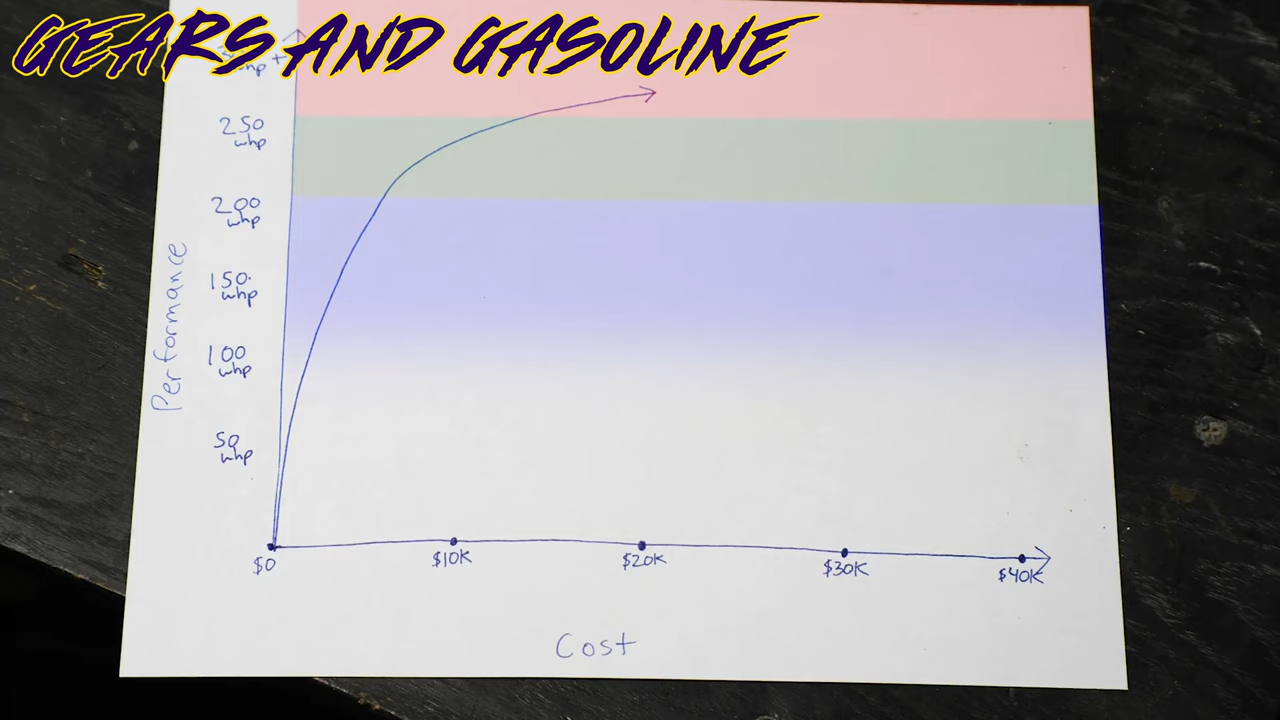 GEARS AND GASOLINE
whp +
250
whp
200
whp
150
whp
100
whp
50
whp
Performance
$0
$10K
$20K
$30K
$40K
Cost